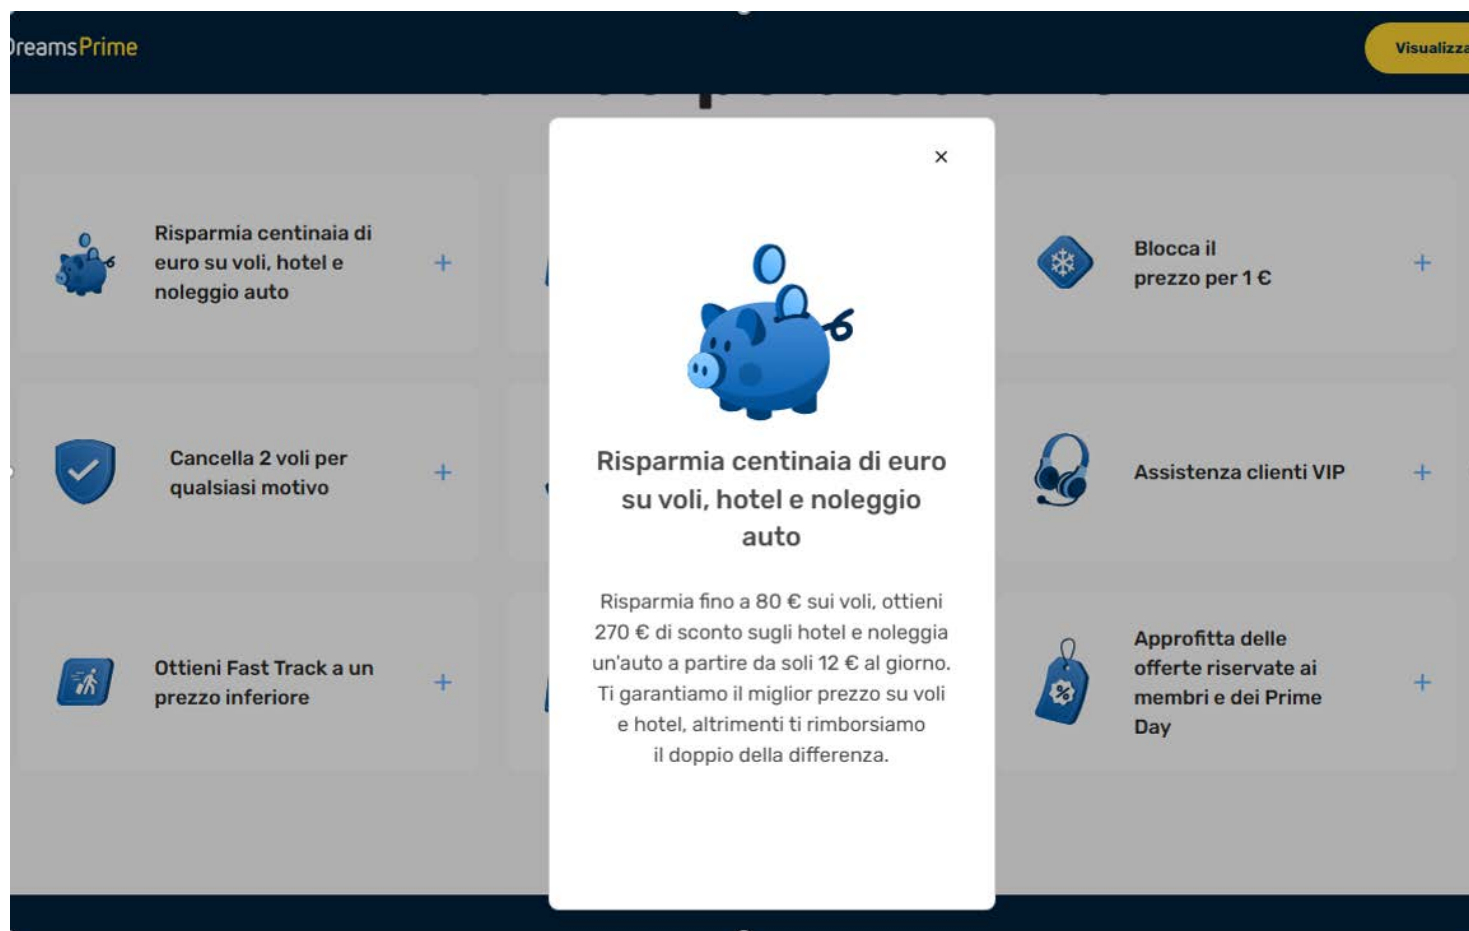 DreamsPrime
Visualizza
×
Risparmia centinaia di
euro su voli, hotel e
noleggio auto
+
Blocca il
prezzo per 1 €
+
Cancella 2 voli per
qualsiasi motivo
+
Assistenza clienti VIP
+
Ottieni Fast Track a un
prezzo inferiore
+
Approfitta delle
offerte riservate ai
membri e dei Prime
Day
+
Risparmia centinaia di euro
su voli, hotel e noleggio
auto
Risparmia fino a 80 € sui voli, ottieni
270 € di sconto sugli hotel e noleggia
un'auto a partire da soli 12 € al giorno.
Ti garantiamo il miglior prezzo su voli
e hotel, altrimenti ti rimborsiamo
il doppio della differenza.